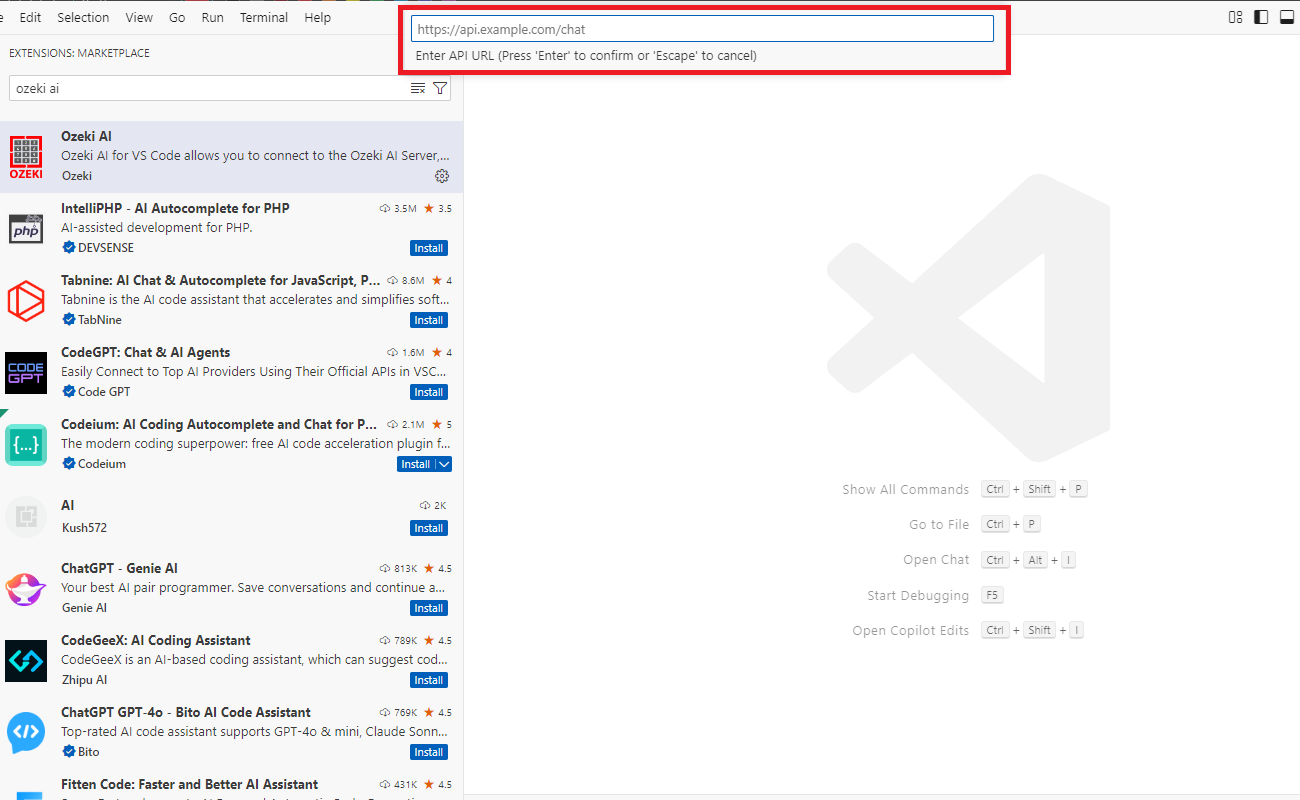 Edit Selection View Go Run Terminal Help
https://api.example.com/chat
Enter API URL (Press 'Enter' to confirm or 'Escape' to cancel)
EXTENSIONS: MARKETPLACE
ozeki ai
OZEKI
Ozeki AI
Ozeki AI for VS Code allows you to connect to the Ozeki AI Server,...
Ozeki
php
IntelliPHP - AI Autocomplete for PHP 3.5M 3.5
AI-assisted development for PHP.
DEVSENSE Install
Tabnine: AI Chat & Autocomplete for JavaScript, P... 8.6M 4
Tabnine is the AI code assistant that accelerates and simplifies soft...
TabNine Install
CODE GPT
CodeGPT: Chat & AI Agents 1.6M 4
Easily Connect to Top AI Providers Using Their Official APIs in VSC...
Code GPT Install
{...}
Codeium: AI Coding Autocomplete and Chat for P... 2.1M 5
The modern coding superpower: free AI code acceleration plugin f...
Codeium Install
AI 2K
Kush572 Install
ChatGPT - Genie AI 813K 4.5
Your best AI pair programmer. Save conversations and continue a...
Genie AI Install
CodeGeeX: AI Coding Assistant 789K 4.5
CodeGeeX is an AI-based coding assistant, which can suggest cod...
Zhipu AI Install
ChatGPT GPT-4o - Bito AI Code Assistant 769K 4.5
Top-rated AI code assistant supports GPT-4o & mini, Claude Sonn...
Bito Install
Fitten Code: Faster and Better AI Assistant 431K 4.5
Show All Commands Ctrl + Shift + P
Go to File Ctrl + P
Open Chat Ctrl + Alt + I
Start Debugging F5
Open Copilot Edits Ctrl + Shift + I